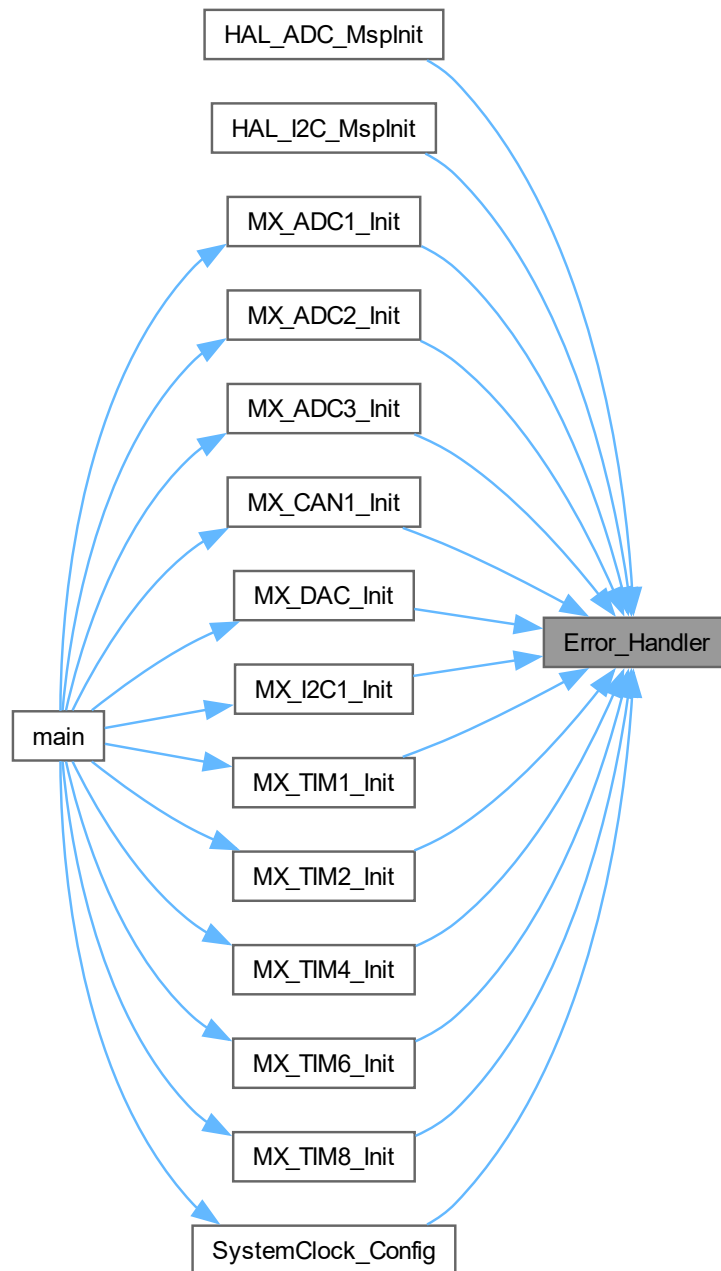 HAL_ADC_MspInit
HAL_I2C_MspInit
MX_ADC1_Init
MX_ADC2_Init
MX_ADC3_Init
MX_CAN1_Init
MX_DAC_Init
Error_Handler
MX_I2C1_Init
main
MX_TIM1_Init
MX_TIM2_Init
MX_TIM4_Init
MX_TIM6_Init
MX_TIM8_Init
SystemClock_Config